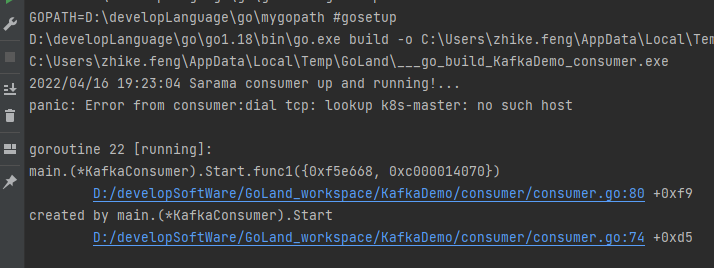 GOPATH=D:\developLanguage\go\mygopath #gosetup
D:\developLanguage\go\go1.18\bin\go.exe build -o C:\Users\zhike.feng\AppData\Local\Tem
C:\Users\zhike.feng\AppData\Local\Temp\GoLand\___go_build_KafkaDemo_consumer.exe
2022/04/16 19:23:04 Sarama consumer up and running!...
panic: Error from consumer:dial tcp: lookup k8s-master: no such host
goroutine 22 [running]:
main.(*KafkaConsumer).Start.func1({0xf5e668, 0xc000014070})
D:/developSoftWare/GoLand_workspace/KafkaDemo/consumer/consumer.go:80 +0xf9
created by main.(*KafkaConsumer).Start
D:/developSoftWare/GoLand_workspace/KafkaDemo/consumer/consumer.go:74 +0xd5